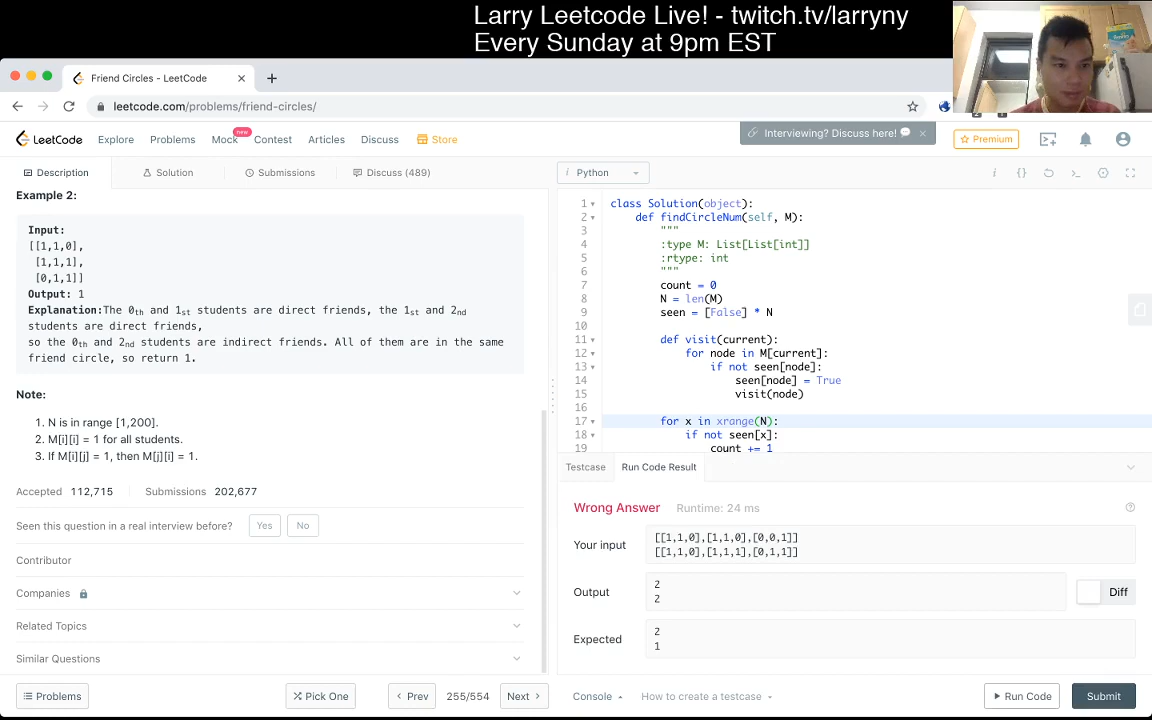 Larry Leetcode Live! - twitch.tv/larryny
Every Sunday at 9pm EST
Friend Circles - LeetCode
leetcode.com/problems/friend-circles/
LeetCode
Explore
Problems
Mock
new
Contest
Articles
Discuss
Store
Interviewing? Discuss here!
Premium
Description
Solution
Submissions
Discuss (489)
Python
Example 2:
Input:
[[1,1,0],
[1,1,1],
[0,1,1]]
Output: 1
Explanation:The 0th and 1st students are direct friends, the 1st and 2nd
students are direct friends,
so the 0th and 2nd students are indirect friends. All of them are in the same
friend circle, so return 1.
Note:
1. N is in range [1,200].
2. M[i][i] = 1 for all students.
3. If M[i][j] = 1, then M[j][i] = 1.
Accepted 112,715 Submissions 202,677
Seen this question in a real interview before? Yes No
Contributor
Companies
Related Topics
Similar Questions
Problems
Pick One
Prev
255/554
Next
1 class Solution(object):
2 def findCircleNum(self, M):
3 """
4 :type M: List[List[int]]
5 :rtype: int
6 """
7 count = 0
8 N = len(M)
9 seen = [False] * N
10
11 def visit(current):
12 for node in M[current]:
13 if not seen[node]:
14 seen[node] = True
15 visit(node)
16
17 for x in xrange(N):
18 if not seen[x]:
19 count += 1
Testcase
Run Code Result
Wrong Answer Runtime: 24 ms
Your input
[[1,1,0],[1,1,0],[0,0,1]]
[[1,1,0],[1,1,1],[0,1,1]]
Output
2
2
Diff
Expected
2
1
Console
How to create a testcase
Run Code
Submit